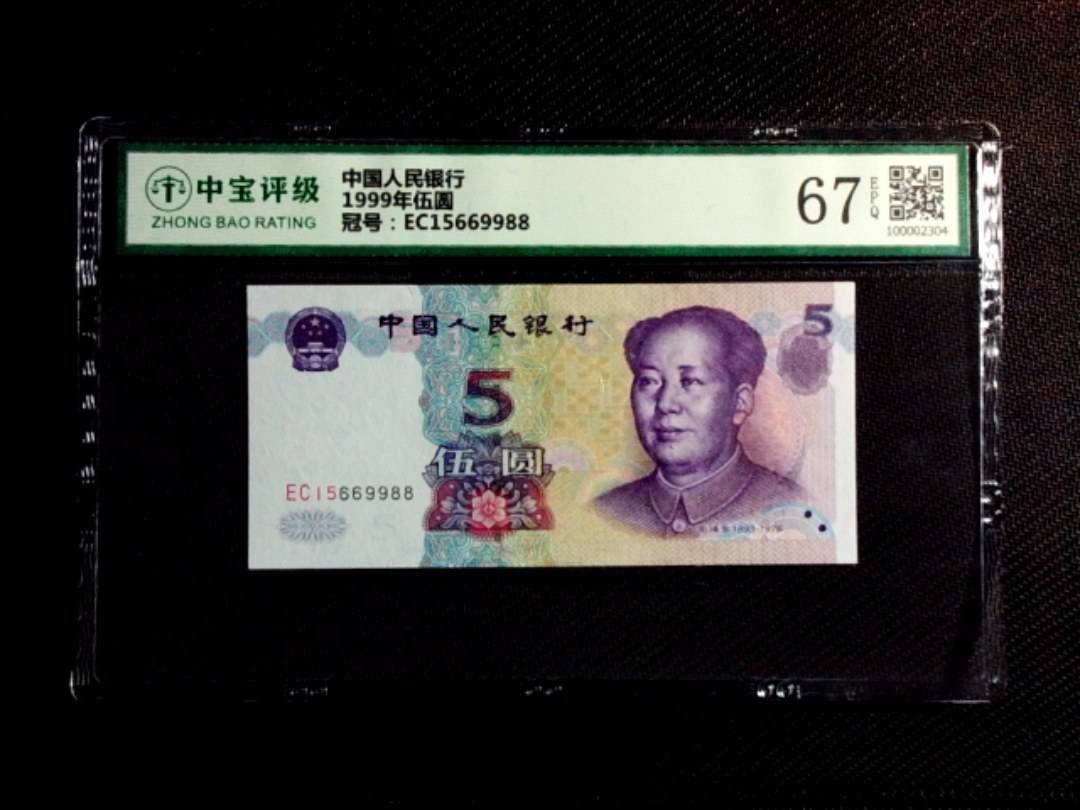 中宝评级
ZHONG BAO RATING
中国人民银行
1999年伍圆
冠号：EC15669988
67
EPQ
100002304
中国人民银行
5
5
伍圆
EC15669988
5